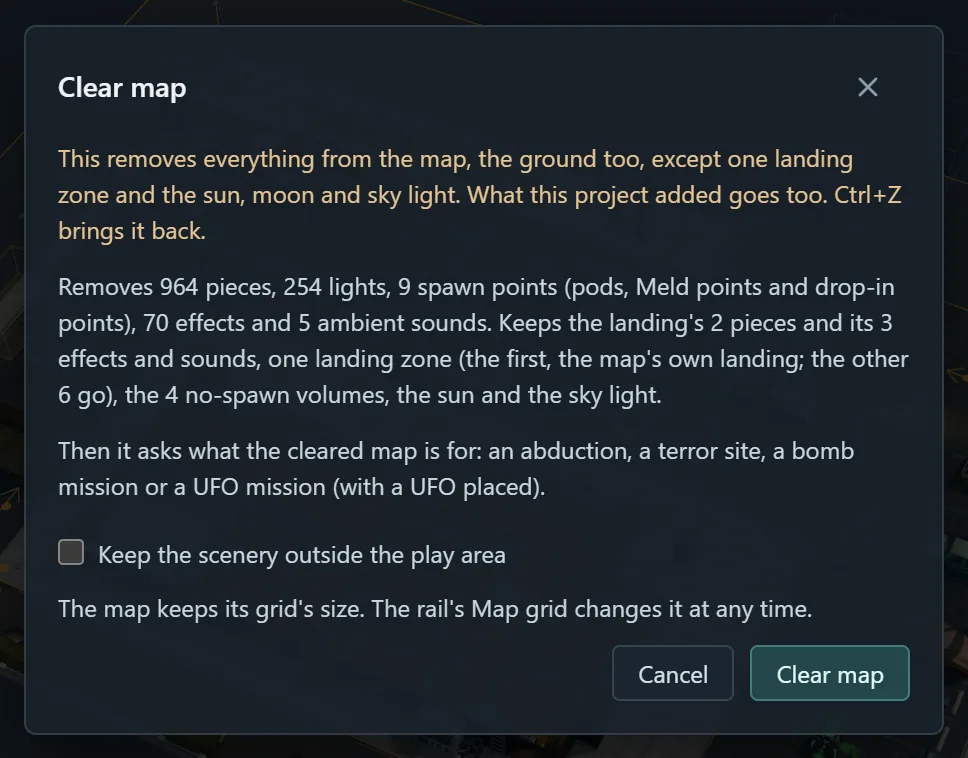 Clear map
This removes everything from the map, the ground too, except one landing
zone and the sun, moon and sky light. What this project added goes too. Ctrl+Z
brings it back.
Removes 964 pieces, 254 lights, 9 spawn points (pods, Meld points and drop-in
points), 70 effects and 5 ambient sounds. Keeps the landing's 2 pieces and its 3
effects and sounds, one landing zone (the first, the map's own landing; the other
6 go), the 4 no-spawn volumes, the sun and the sky light.
Then it asks what the cleared map is for: an abduction, a terror site, a bomb
mission or a UFO mission (with a UFO placed).
Keep the scenery outside the play area
The map keeps its grid's size. The rail's Map grid changes it at any time.
Cancel
Clear map